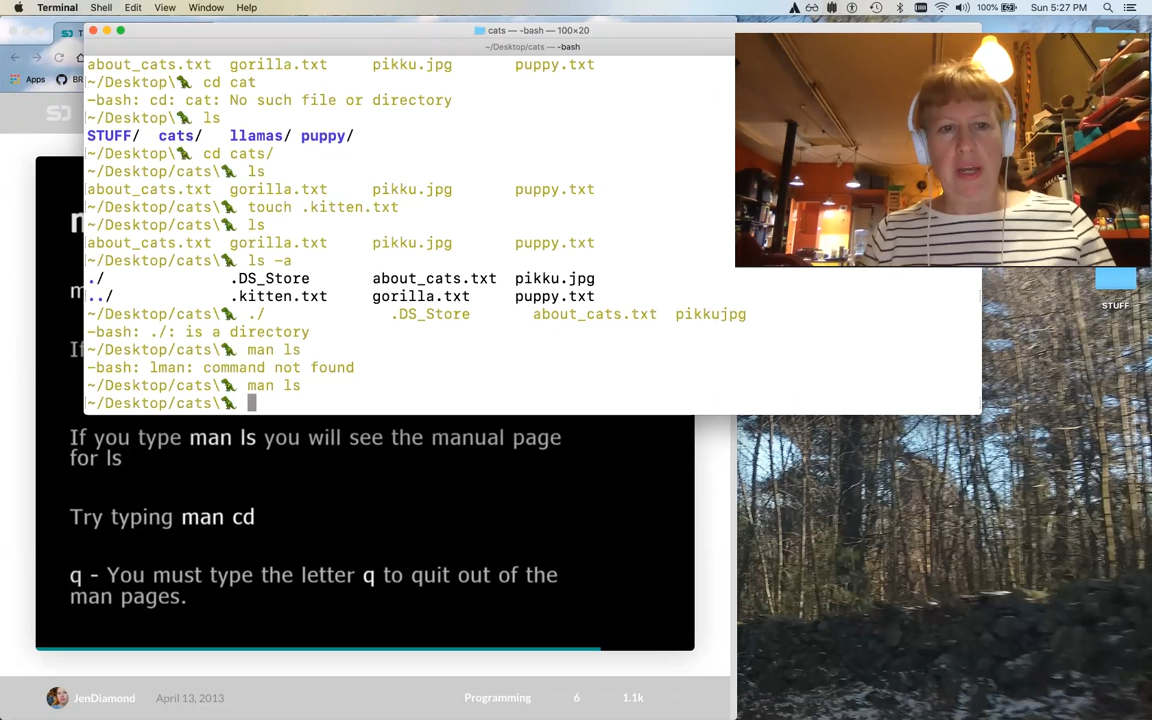 Terminal Shell Edit View Window Help 100% Sun 5:27 PM
cats — -bash — 100×20
~/Desktop/cats — -bash
Apps
about_cats.txt gorilla.txt pikku.jpg puppy.txt
~/Desktop\ cd cat
-bash: cd: cat: No such file or directory
~/Desktop\ ls
STUFF/ cats/ llamas/ puppy/
~/Desktop\ cd cats/
~/Desktop/cats\ ls
about_cats.txt gorilla.txt pikku.jpg puppy.txt
~/Desktop/cats\ touch .kitten.txt
~/Desktop/cats\ ls
about_cats.txt gorilla.txt pikku.jpg puppy.txt
~/Desktop/cats\ ls -a
./ .DS_Store about_cats.txt pikku.jpg
../ .kitten.txt gorilla.txt puppy.txt
~/Desktop/cats\ ./ .DS_Store about_cats.txt pikkujpg
-bash: ./: is a directory
~/Desktop/cats\ man ls
-bash: lman: command not found
~/Desktop/cats\ man ls
~/Desktop/cats\
STUFF
If you type man ls you will see the manual page
for ls
Try typing man cd
q - You must type the letter q to quit out of the
man pages.
JenDiamond April 13, 2013 Programming 6 1.1k